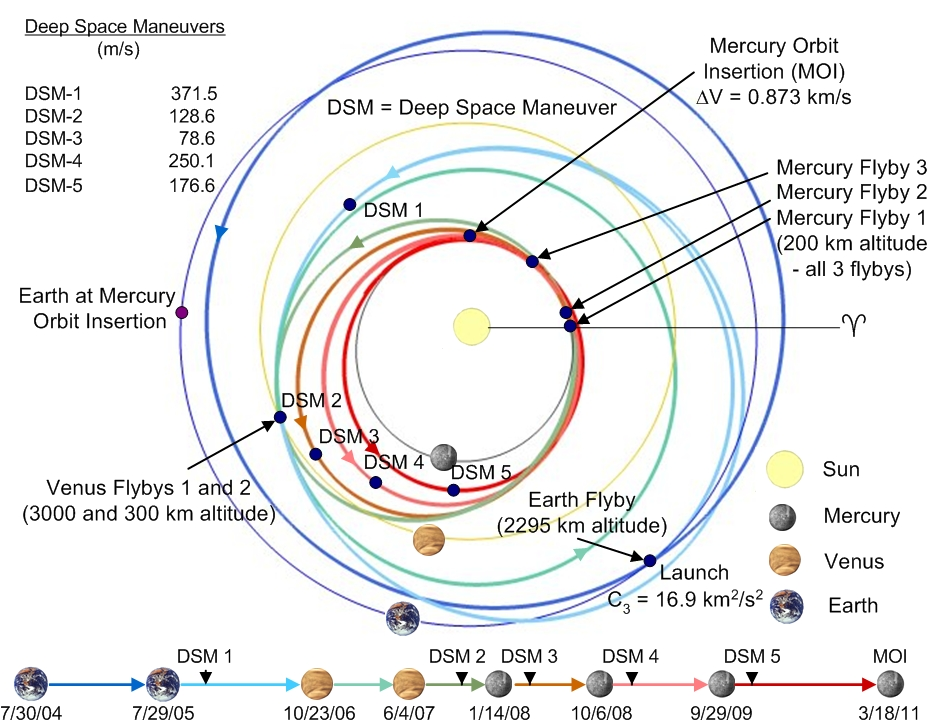 Deep Space Maneuvers
(m/s)
DSM-1 371.5
DSM-2 128.6
DSM-3 78.6
DSM-4 250.1
DSM-5 176.6
DSM = Deep Space Maneuver
Mercury Orbit
Insertion (MOI)
ΔV = 0.873 km/s
Mercury Flyby 3
Mercury Flyby 2
Mercury Flyby 1
(200 km altitude
- all 3 flybys)
DSM 1
Earth at Mercury
Orbit Insertion
♈
DSM 2
DSM 3
DSM 4
DSM 5
Venus Flybys 1 and 2
(3000 and 300 km altitude)
Earth Flyby
(2295 km altitude)
Launch
C₃ = 16.9 km²/s²
Sun
Mercury
Venus
Earth
DSM 1 DSM 2 DSM 3 DSM 4 DSM 5 MOI
7/30/04 7/29/05 10/23/06 6/4/07 1/14/08 10/6/08 9/29/09 3/18/11